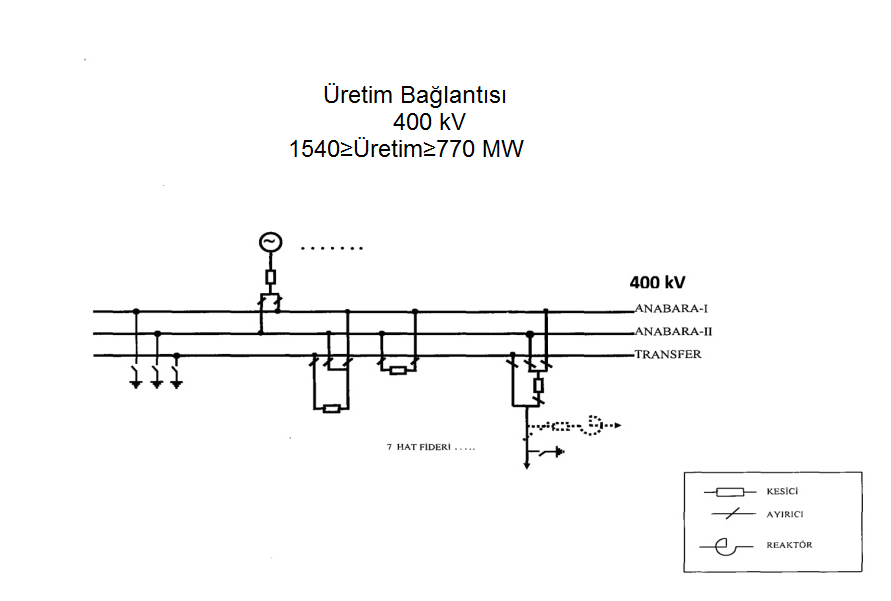 Üretim Bağlantısı
400 kV
1540≥Üretim≥770 MW
400 kV
ANABARA-I
ANABARA-II
TRANSFER
7 HAT FİDERİ .....
KESİCİ
AYIRICI
REAKTÖR